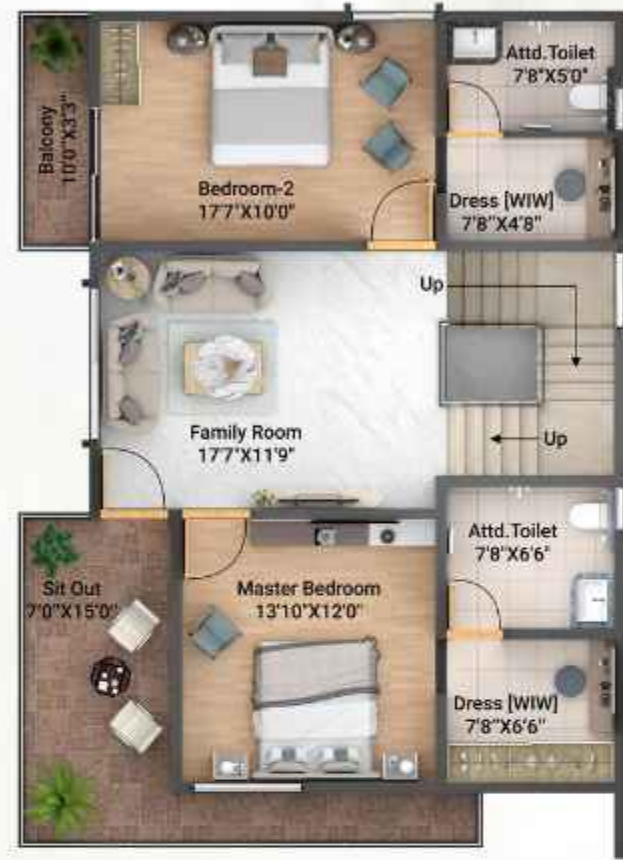 Attd.Toilet
7'8"X5'0"
Balcony
10'0"X3'3"
Bedroom-2
17'7"X10'0"
Dress [WIW]
7'8"X4'8"
Up
Up
Family Room
17'7"X11'9"
Attd.Toilet
7'8"X6'6"
Sit Out
7'0"X15'0"
Master Bedroom
13'10"X12'0"
Dress [WIW]
7'8"X6'6"